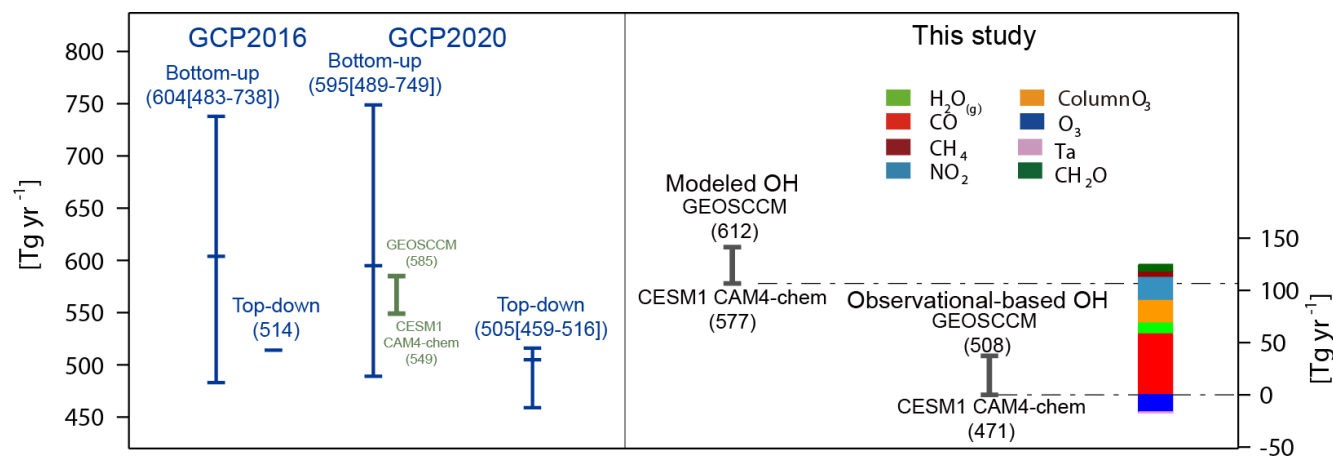 GCP2016
GCP2020
This study
Bottom-up
(604[483-738])
Bottom-up
(595[489-749])
Top-down
(514)
GEOSCCM
(585)
CESM1
CAM4-chem
(549)
Top-down
(505[459-516])
H₂O(g)
CO
CH₄
NO₂
Column O₃
O₃
Ta
CH₂O
Modeled OH
GEOSCCM
(612)
CESM1 CAM4-chem
(577)
Observational-based OH
GEOSCCM
(508)
CESM1 CAM4-chem
(471)
[Tg yr⁻¹]
800
750
700
650
600
550
500
450
150
100
50
0
-50
[Tg yr⁻¹]